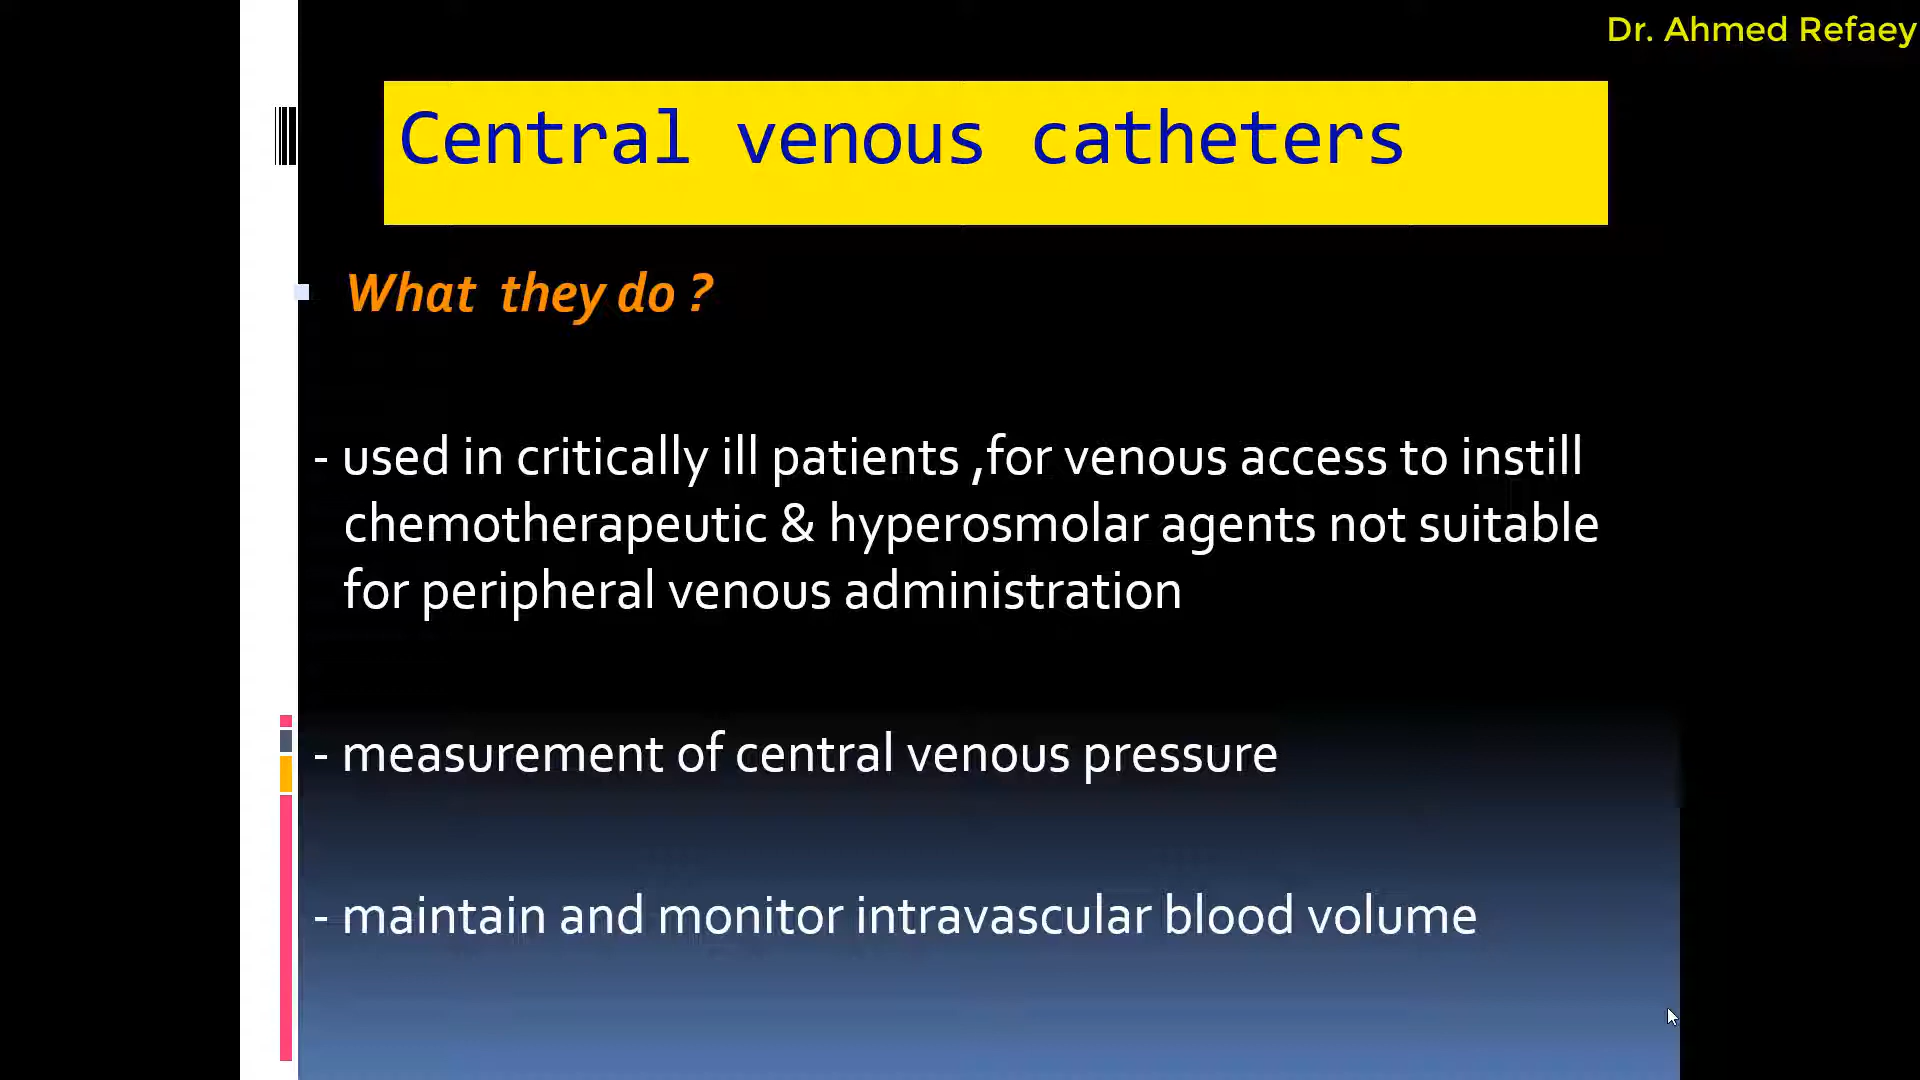 Dr. Ahmed Refaey
Central venous catheters
What they do ?
- used in critically ill patients ,for venous access to instill
chemotherapeutic & hyperosmolar agents not suitable
for peripheral venous administration
- measurement of central venous pressure
- maintain and monitor intravascular blood volume